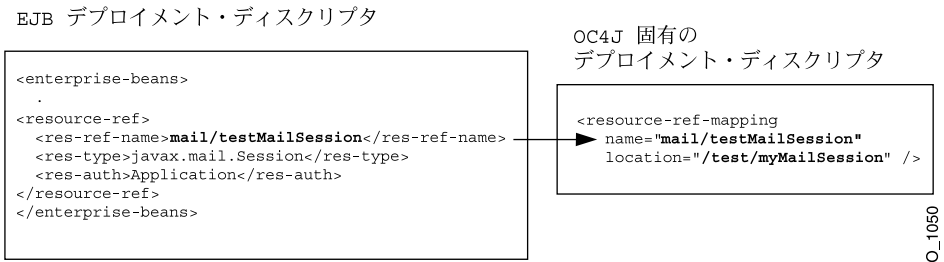 EJB デプロイメント・ディスクリプタ
<enterprise-beans>
.
<resource-ref>
<res-ref-name>mail/testMailSession</res-ref-name>
<res-type>javax.mail.Session</res-type>
<res-auth>Application</res-auth>
</resource-ref>
</enterprise-beans>
OC4J 固有の
デプロイメント・ディスクリプタ
<resource-ref-mapping
name="mail/testMailSession"
location="/test/myMailSession" />
O_1050